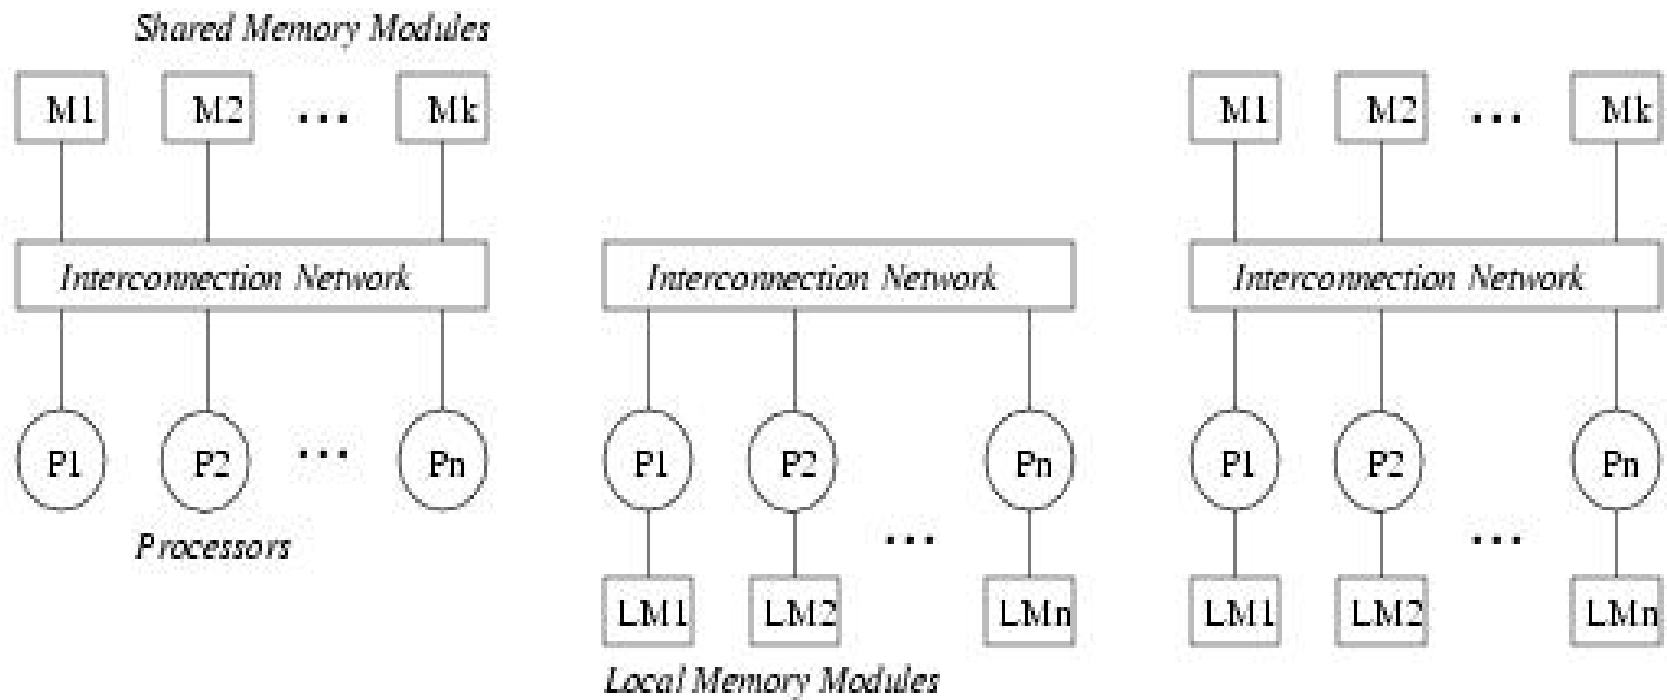 Shared Memory Modules
M1 M2 ... Mk
Interconnection Network
P1 P2 ... Pn
Processors
Interconnection Network
P1 P2 Pn
...
LM1 LM2 LMn
Local Memory Modules
M1 M2 ... Mk
Interconnection Network
P1 P2 Pn
...
LM1 LM2 LMn